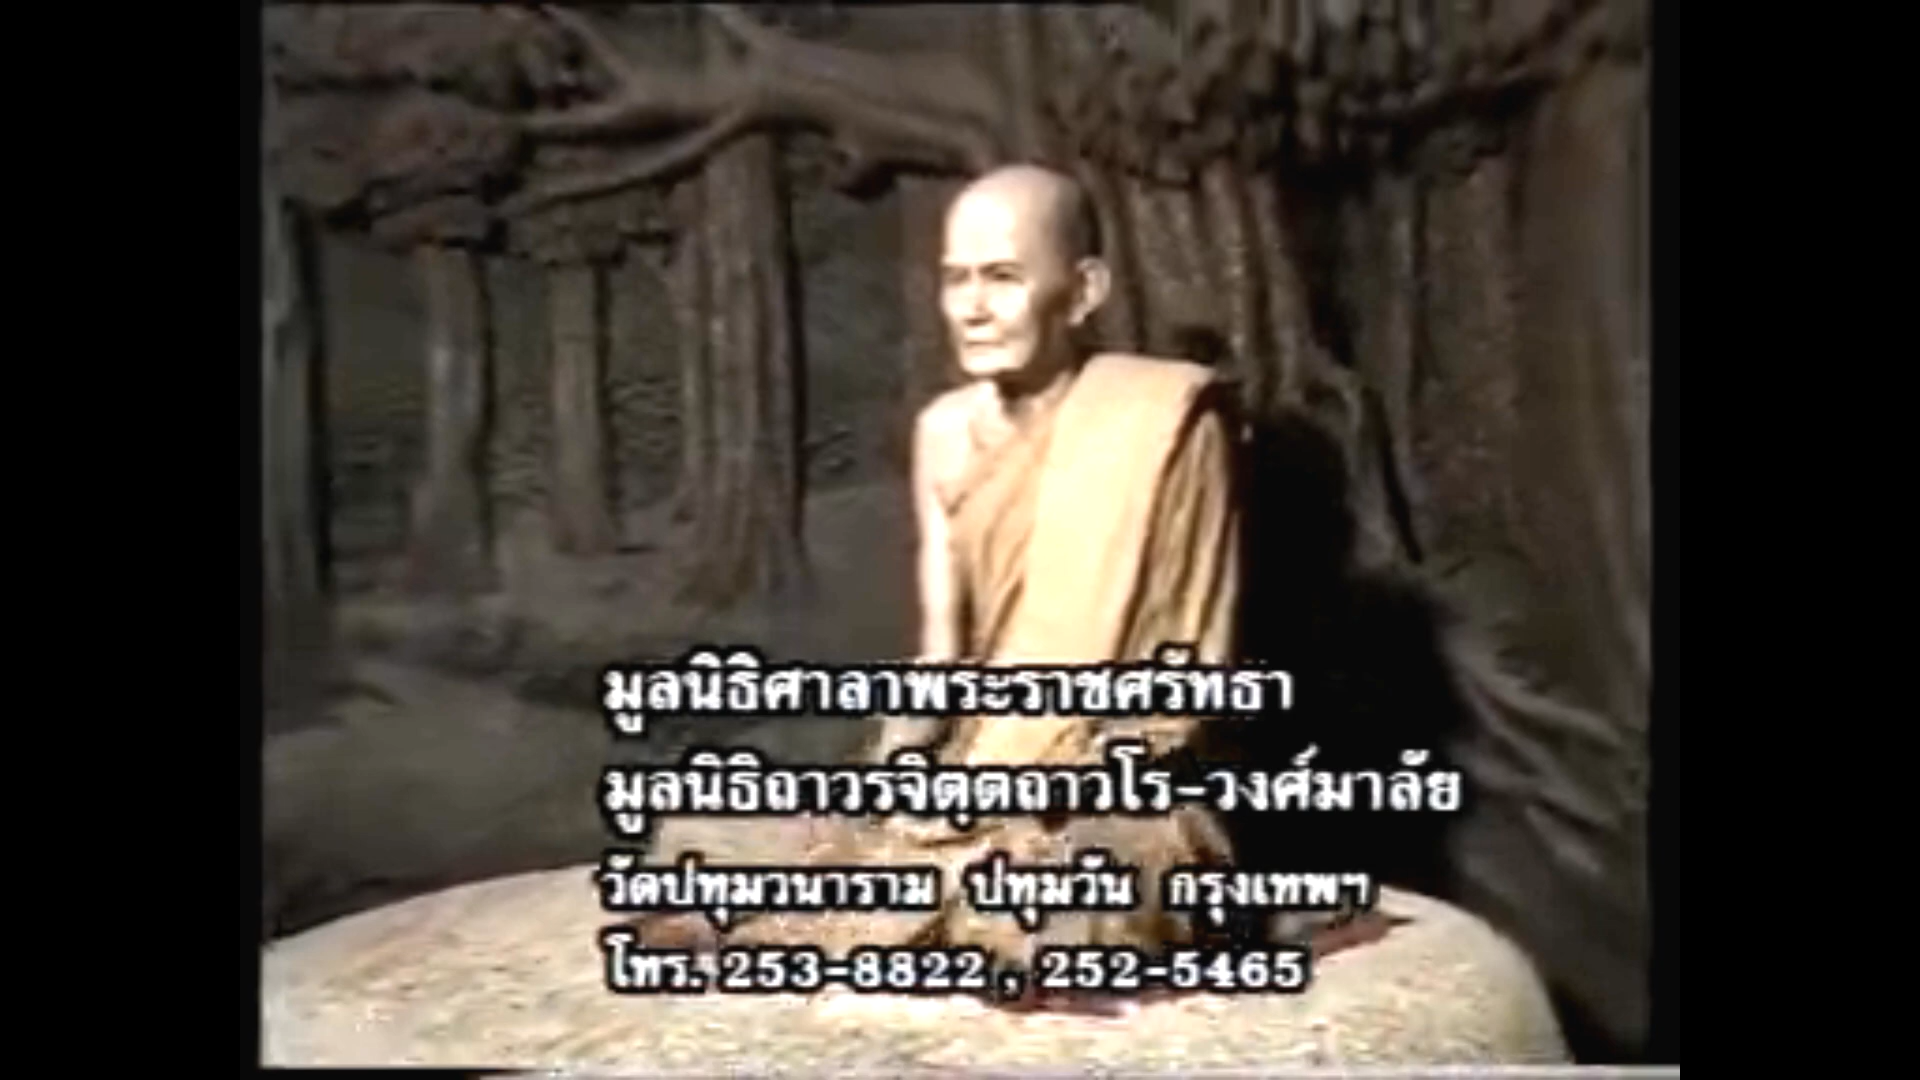 มูลนิธิศาลาพระราชศรัทธา
มูลนิธิถาวรจิตฺตถาวโร-วงศ์มาลัย
วัดปทุมวนาราม ปทุมวัน กรุงเทพฯ
โทร. 253-8822 , 252-5465